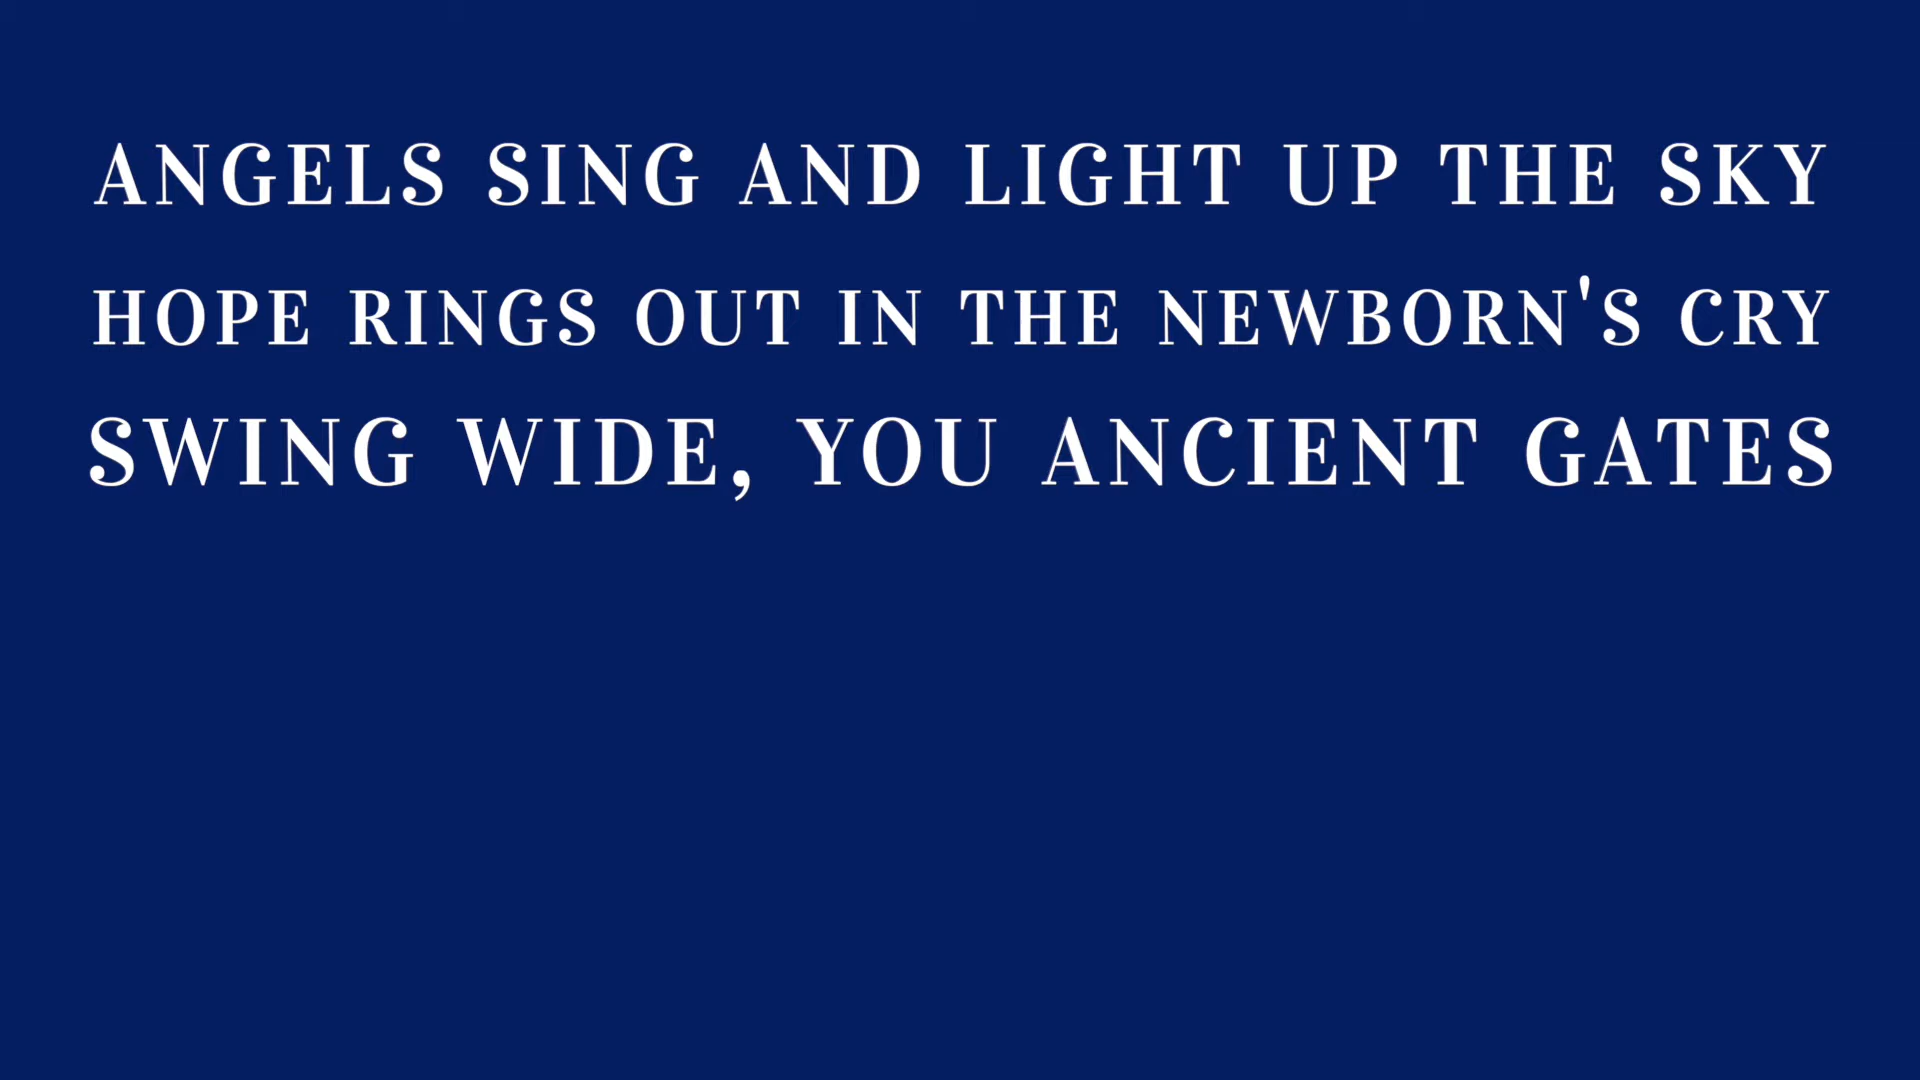 ANGELS SING AND LIGHT UP THE SKY
HOPE RINGS OUT IN THE NEWBORN'S CRY
SWING WIDE, YOU ANCIENT GATES